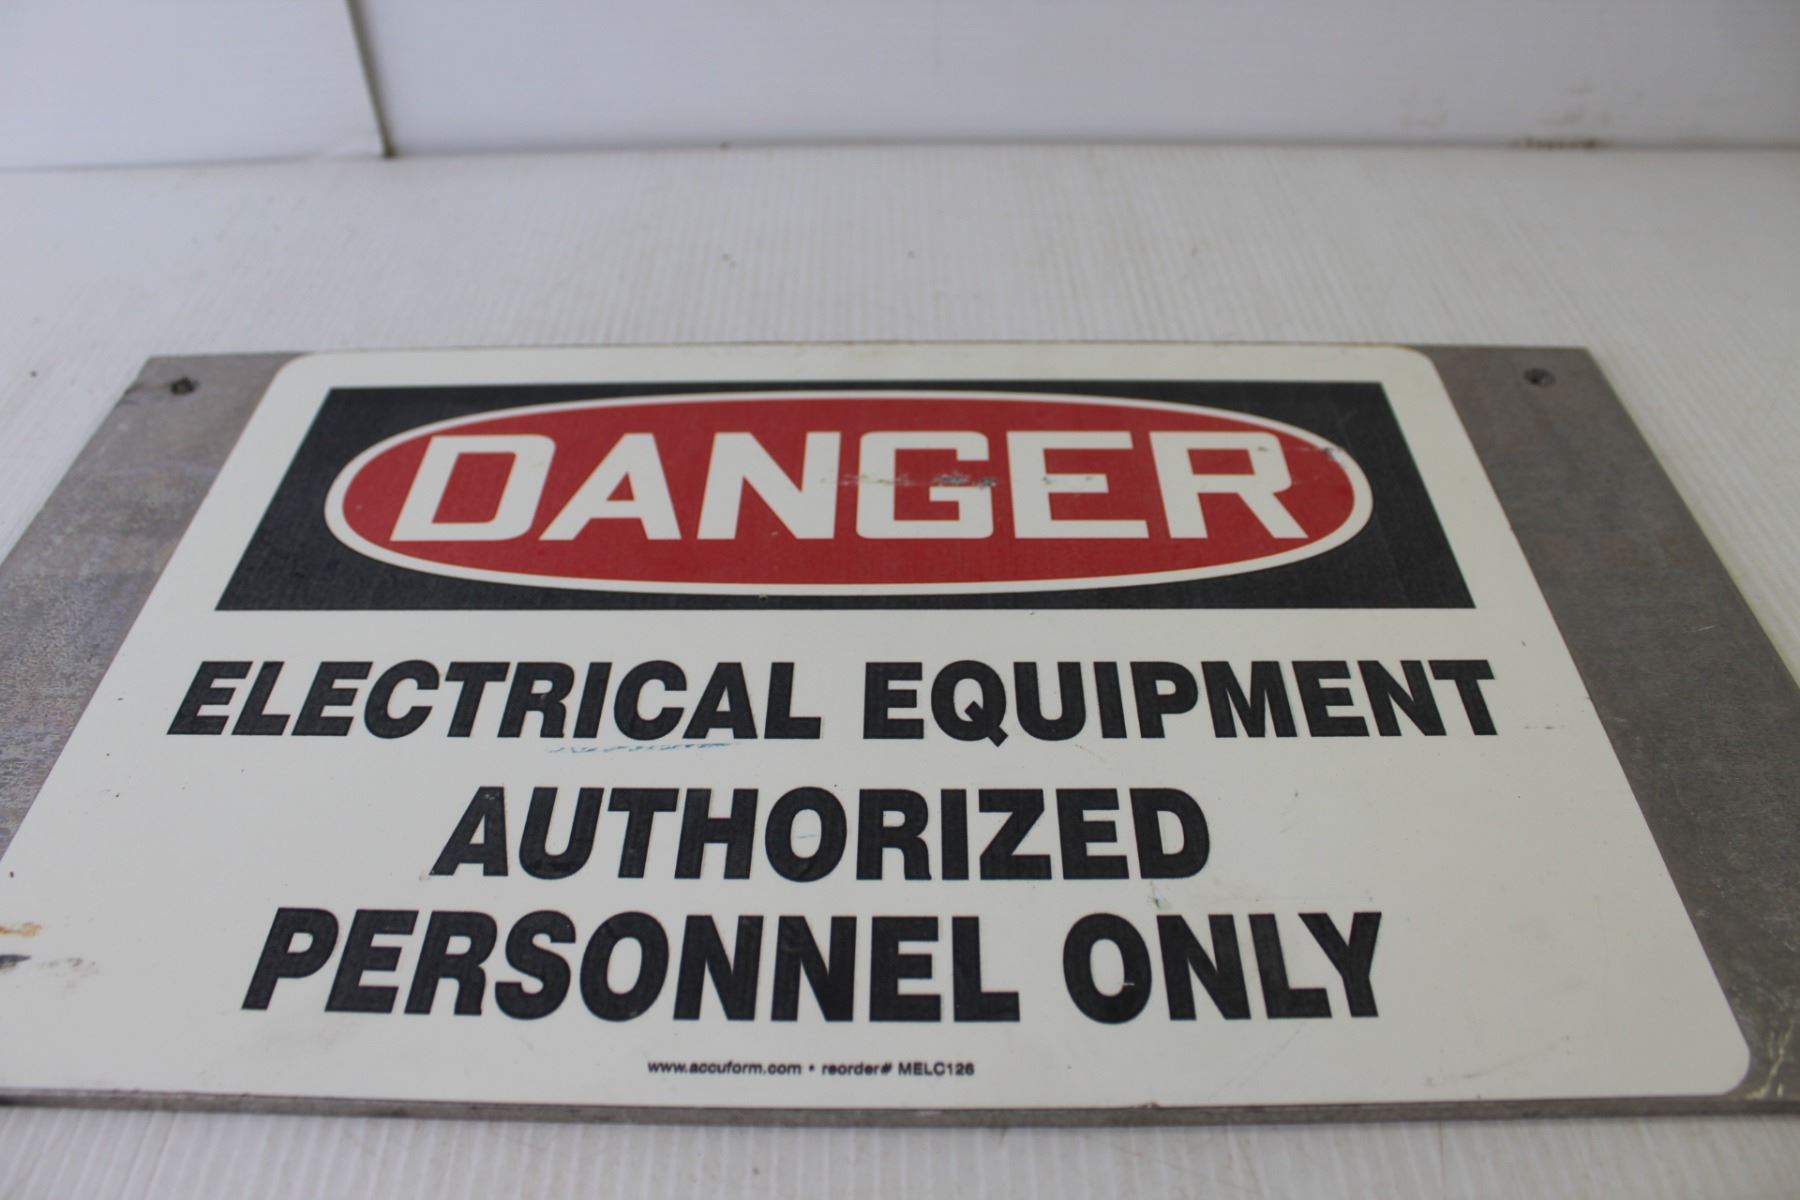 DANGER
ELECTRICAL EQUIPMENT
AUTHORIZED
PERSONNEL ONLY
www.accuform.com • reorder# MELC126